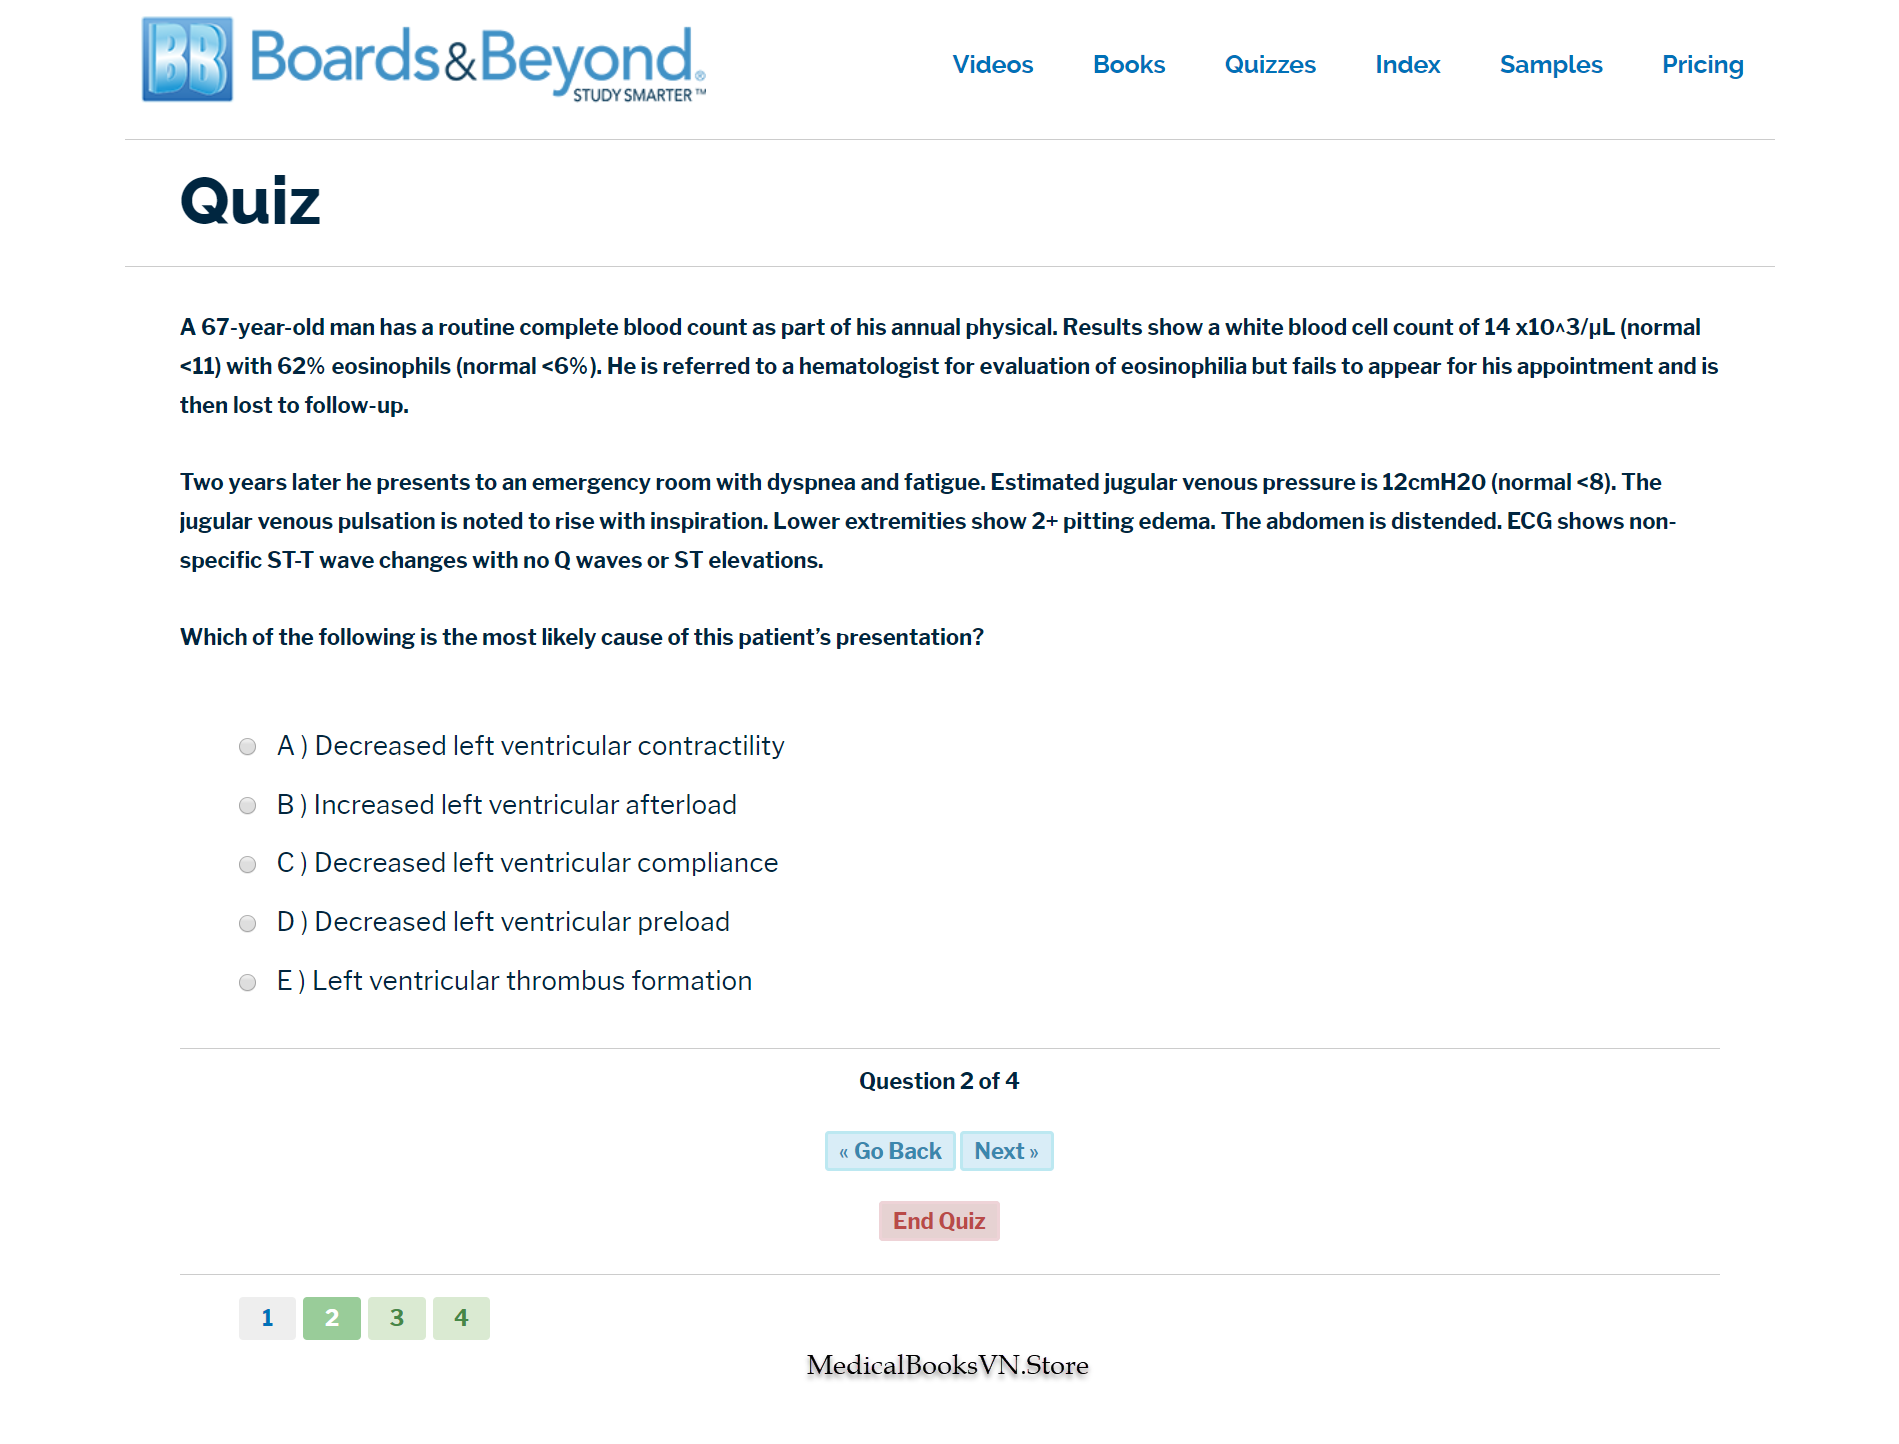 BB Boards&Beyond® STUDY SMARTER™
Videos Books Quizzes Index Samples Pricing
Quiz
A 67-year-old man has a routine complete blood count as part of his annual physical. Results show a white blood cell count of 14 x10^3/µL (normal
<11) with 62% eosinophils (normal <6%). He is referred to a hematologist for evaluation of eosinophilia but fails to appear for his appointment and is
then lost to follow-up.
Two years later he presents to an emergency room with dyspnea and fatigue. Estimated jugular venous pressure is 12cmH20 (normal <8). The
jugular venous pulsation is noted to rise with inspiration. Lower extremities show 2+ pitting edema. The abdomen is distended. ECG shows non-
specific ST-T wave changes with no Q waves or ST elevations.
Which of the following is the most likely cause of this patient’s presentation?
A ) Decreased left ventricular contractility
B ) Increased left ventricular afterload
C ) Decreased left ventricular compliance
D ) Decreased left ventricular preload
E ) Left ventricular thrombus formation
Question 2 of 4
« Go Back Next »
End Quiz
1 2 3 4
MedicalBooksVN.Store